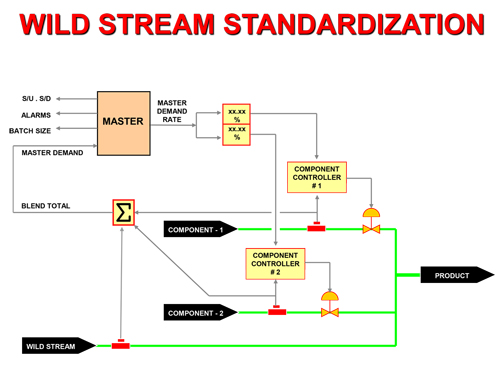 WILD STREAM STANDARDIZATION
S/U . S/D
ALARMS
BATCH SIZE
MASTER DEMAND
MASTER
MASTER
DEMAND
RATE
xx.xx
%
xx.xx
%
COMPONENT
CONTROLLER
# 1
BLEND TOTAL
Σ
COMPONENT - 1
COMPONENT
CONTROLLER
# 2
PRODUCT
COMPONENT - 2
WILD STREAM